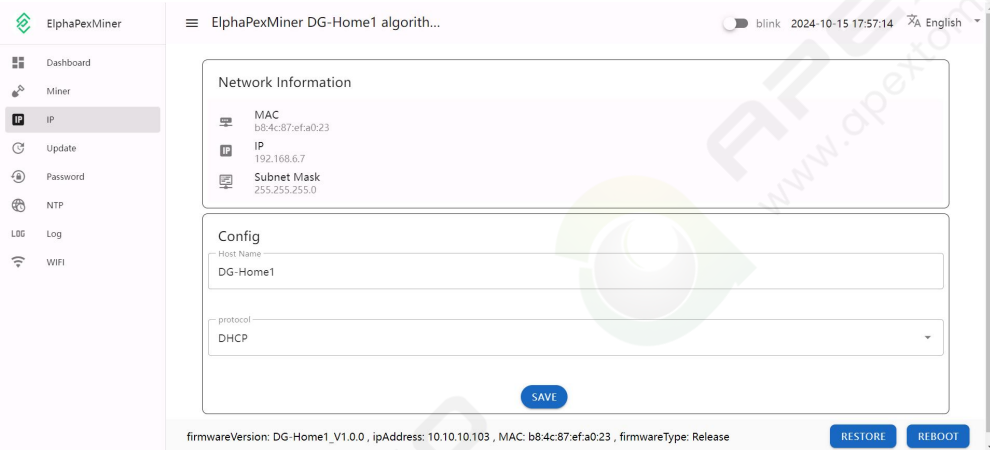 ElphaPexMiner
ElphaPexMiner DG-Home1 algorith...
blink
2024-10-15 17:57:14
English
Dashboard
Miner
IP
Update
Password
NTP
LOG Log
WIFI
Network Information
MAC
b8:4c:87:ef:a0:23
IP
192.168.6.7
Subnet Mask
255.255.255.0
Config
Host Name
DG-Home1
protocol
DHCP
SAVE
firmwareVersion: DG-Home1_V1.0.0 , ipAddress: 10.10.10.103 , MAC: b8:4c:87:ef:a0:23 , firmwareType: Release
RESTORE
REBOOT